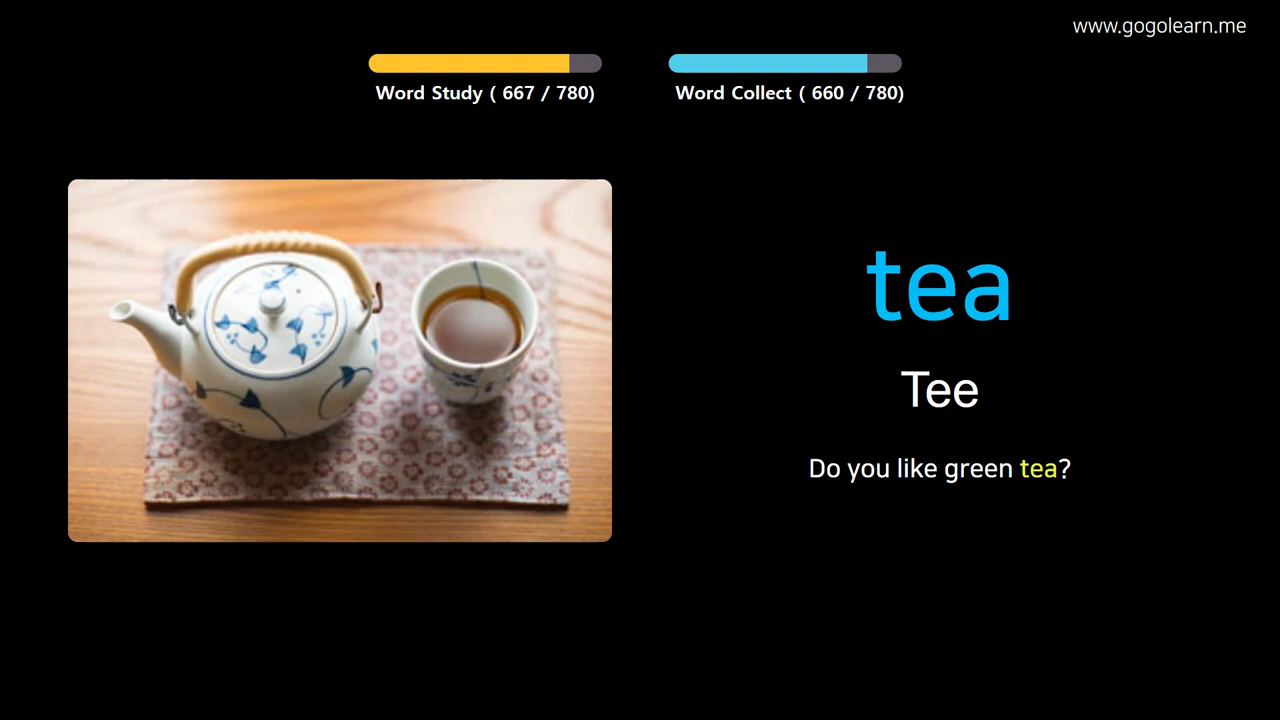 www.gogolearn.me
Word Study ( 667 / 780)
Word Collect ( 660 / 780)
tea
Tee
Do you like green tea?